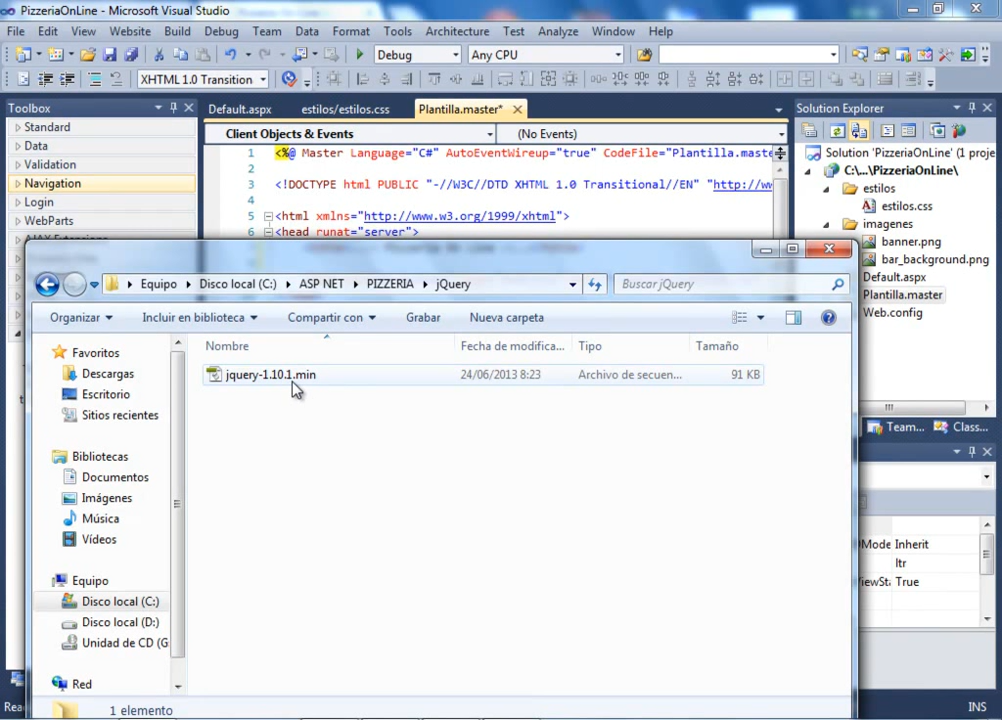 PizzeriaOnLine - Microsoft Visual Studio
File Edit View Website Build Debug Team Data Format Tools Architecture Test Analyze Window Help
Debug Any CPU
XHTML 1.0 Transition
Toolbox
Standard
Data
Validation
Navigation
Login
WebParts
Default.aspx estilos/estilos.css Plantilla.master*
Client Objects & Events (No Events)
1 <%@ Master Language="C#" AutoEventWireup="true" CodeFile="Plantilla.maste
2
3 <!DOCTYPE html PUBLIC "-//W3C//DTD XHTML 1.0 Transitional//EN" "http://ww
4
5 <html xmlns="http://www.w3.org/1999/xhtml">
6 <head runat="server">
Solution Explorer
Solution 'PizzeriaOnLine' (1 proje
C:\...\PizzeriaOnLine\
estilos
estilos.css
imagenes
banner.png
bar_background.png
Default.aspx
Plantilla.master
Web.config
Team... Class...
Inherit
ltr
True
INS
Equipo Disco local (C:) ASP NET PIZZERIA jQuery
Buscar jQuery
Organizar Incluir en biblioteca Compartir con Grabar Nueva carpeta
Nombre Fecha de modifica... Tipo Tamaño
jquery-1.10.1.min 24/06/2013 8:23 Archivo de secuen... 91 KB
Favoritos
Descargas
Escritorio
Sitios recientes
Bibliotecas
Documentos
Imágenes
Música
Vídeos
Equipo
Disco local (C:)
Disco local (D:)
Unidad de CD (G
Red
1 elemento